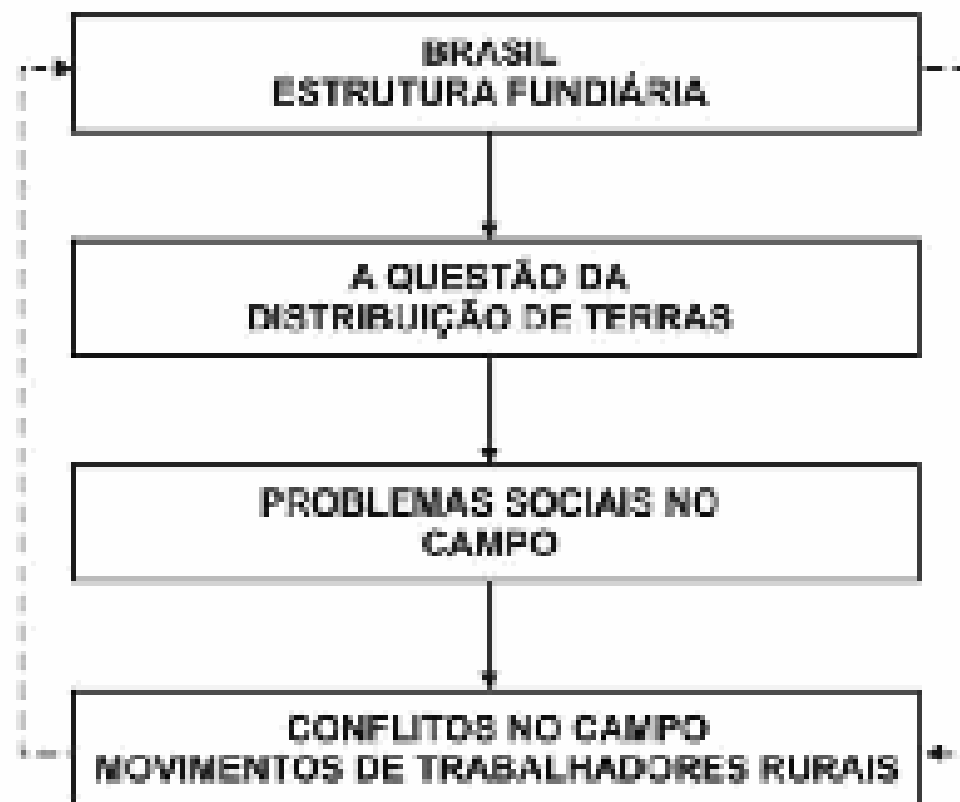 BRASIL
ESTRUTURA FUNDIÁRIA
A QUESTÃO DA
DISTRIBUIÇÃO DE TERRAS
PROBLEMAS SOCIAIS NO
CAMPO
CONFLITOS NO CAMPO
MOVIMENTOS DE TRABALHADORES RURAIS